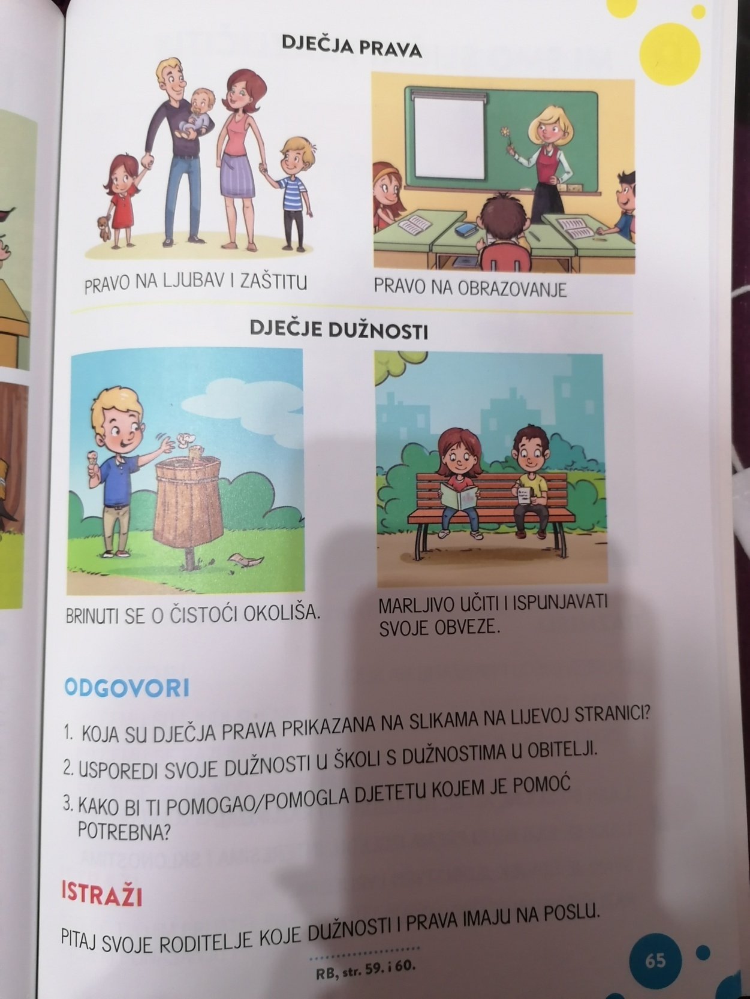 DJEČJA PRAVA
PRAVO NA LJUBAV I ZAŠTITU
PRAVO NA OBRAZOVANJE
DJEČJE DUŽNOSTI
BRINUTI SE O ČISTOĆI OKOLIŠA.
MARLJIVO UČITI I ISPUNJAVATI
SVOJE OBVEZE.
ODGOVORI
1. KOJA SU DJEČJA PRAVA PRIKAZANA NA SLIKAMA NA LIJEVOJ STRANICI?
2. USPOREDI SVOJE DUŽNOSTI U ŠKOLI S DUŽNOSTIMA U OBITELJI.
3. KAKO BI TI POMOGAO/POMOGLA DJETETU KOJEM JE POMOĆ
POTREBNA?
ISTRAŽI
PITAJ SVOJE RODITELJE KOJE DUŽNOSTI I PRAVA IMAJU NA POSLU.
RB, str. 59. i 60.
65